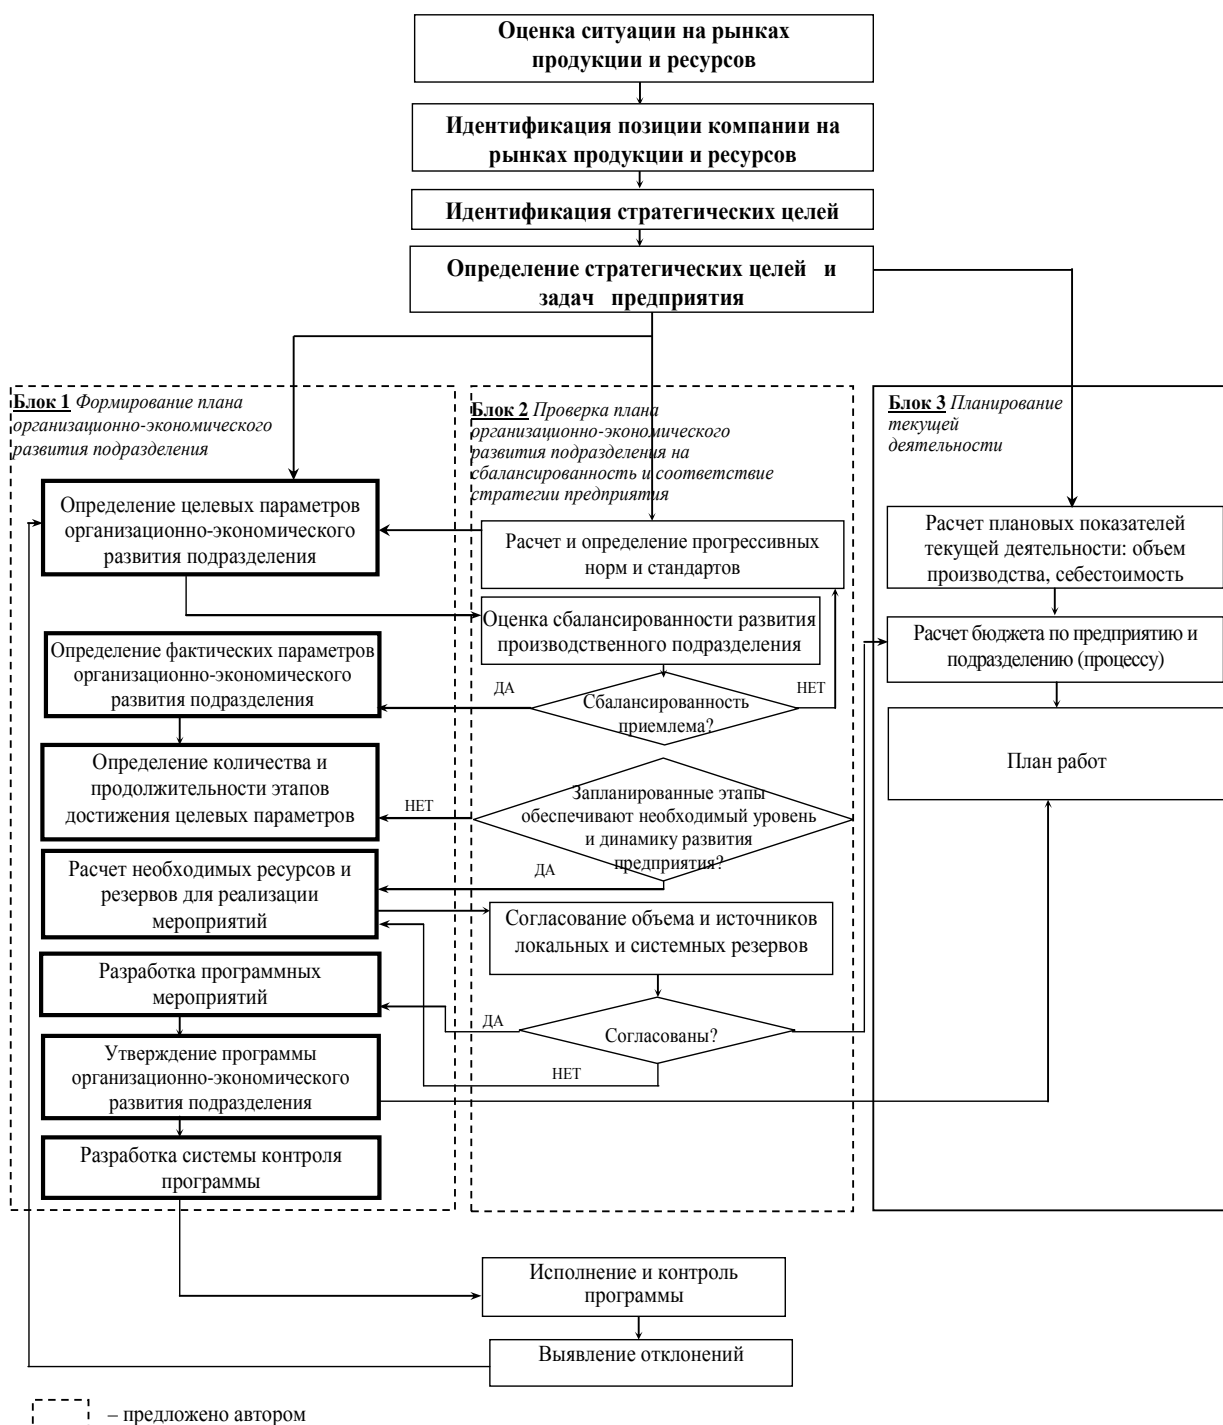 Оценка ситуации на рынках
продукции и ресурсов
Идентификация позиции компании на
рынках продукции и ресурсов
Идентификация стратегических целей
Определение стратегических целей и
задач предприятия
Блок 1 Формирование плана
организационно-экономического
развития подразделения
Определение целевых параметров
организационно-экономического
развития подразделения
Определение фактических параметров
организационно-экономического
развития подразделения
Определение количества и
продолжительности этапов
достижения целевых параметров
Расчет необходимых ресурсов и
резервов для реализации
мероприятий
Разработка программных
мероприятий
Утверждение программы
организационно-экономического
развития подразделения
Разработка системы контроля
программы
Блок 2 Проверка плана
организационно-экономического
развития подразделения на
сбалансированность и соответствие
стратегии предприятия
Расчет и определение прогрессивных
норм и стандартов
Оценка сбалансированности развития
производственного подразделения
ДА
НЕТ
Сбалансированность
приемлема?
НЕТ
Запланированные этапы
обеспечивают необходимый уровень
и динамику развития
предприятия?
ДА
Согласование объема и источников
локальных и системных резервов
ДА
Согласованы?
НЕТ
Блок 3 Планирование
текущей
деятельности
Расчет плановых показателей
текущей деятельности: объем
производства, себестоимость
Расчет бюджета по предприятию и
подразделению (процессу)
План работ
Исполнение и контроль
программы
Выявление отклонений
– предложено автором